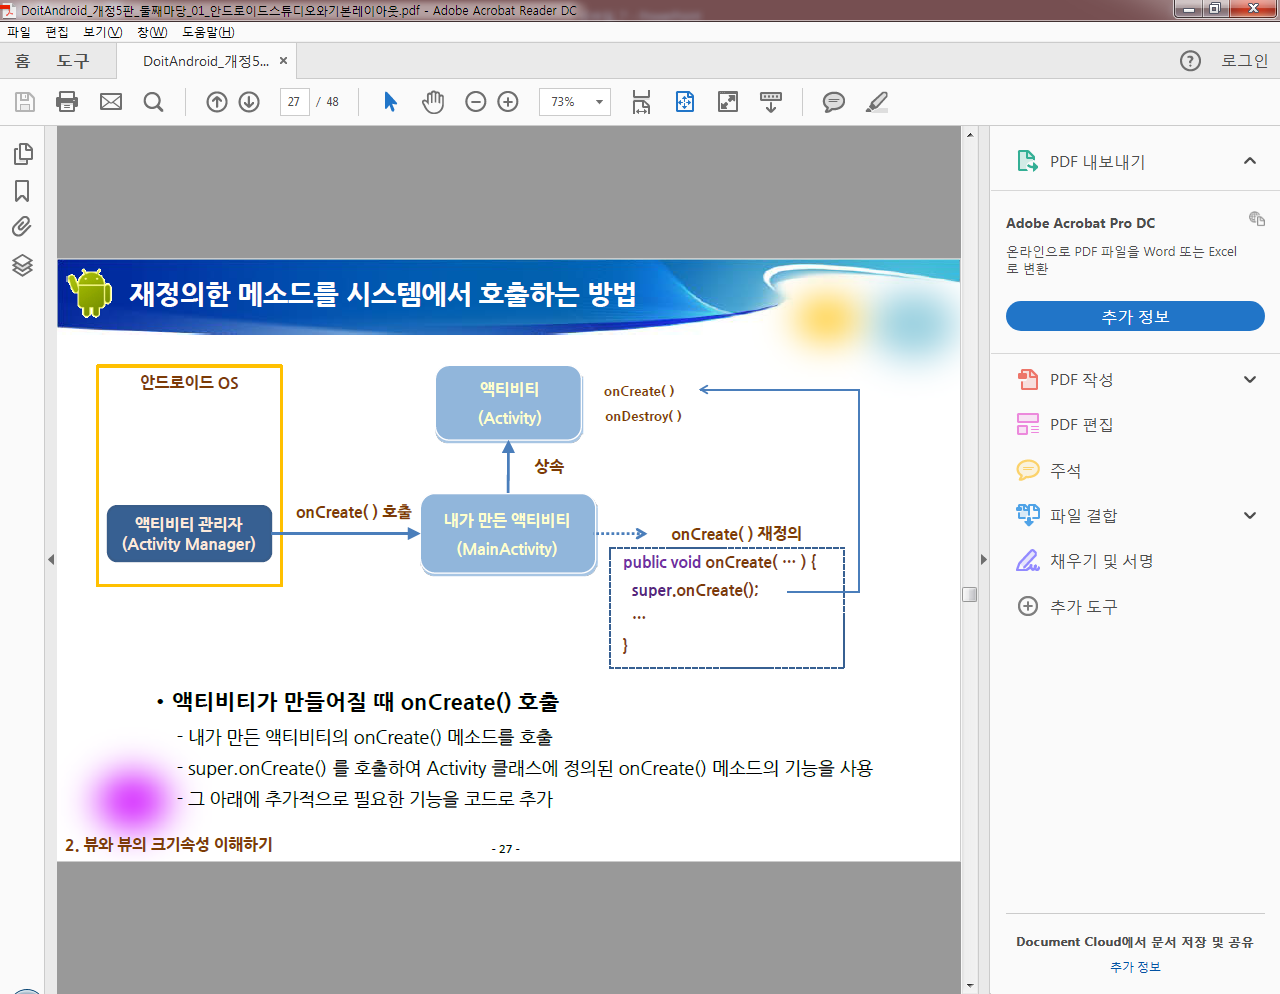 DoitAndroid_개정5판_둘째마당_01_안드로이드스튜디오와기본레이아웃.pdf - Adobe Acrobat Reader DC
파일 편집 보기(V) 창(W) 도움말(H)
홈 도구 DoitAndroid_개정5... × 로그인
27 / 48 73%
PDF 내보내기
Adobe Acrobat Pro DC
온라인으로 PDF 파일을 Word 또는 Excel
로 변환
추가 정보
PDF 작성
PDF 편집
주석
파일 결합
채우기 및 서명
추가 도구
Document Cloud에서 문서 저장 및 공유
추가 정보
재정의한 메소드를 시스템에서 호출하는 방법
안드로이드 OS
액티비티
(Activity)
onCreate( )
onDestroy( )
상속
액티비티 관리자
(Activity Manager)
onCreate( ) 호출
내가 만든 액티비티
(MainActivity)
onCreate( ) 재정의
public void onCreate( ··· ) {
super.onCreate();
...
}
• 액티비티가 만들어질 때 onCreate() 호출
- 내가 만든 액티비티의 onCreate() 메소드를 호출
- super.onCreate() 를 호출하여 Activity 클래스에 정의된 onCreate() 메소드의 기능을 사용
- 그 아래에 추가적으로 필요한 기능을 코드로 추가
2. 뷰와 뷰의 크기속성 이해하기
- 27 -